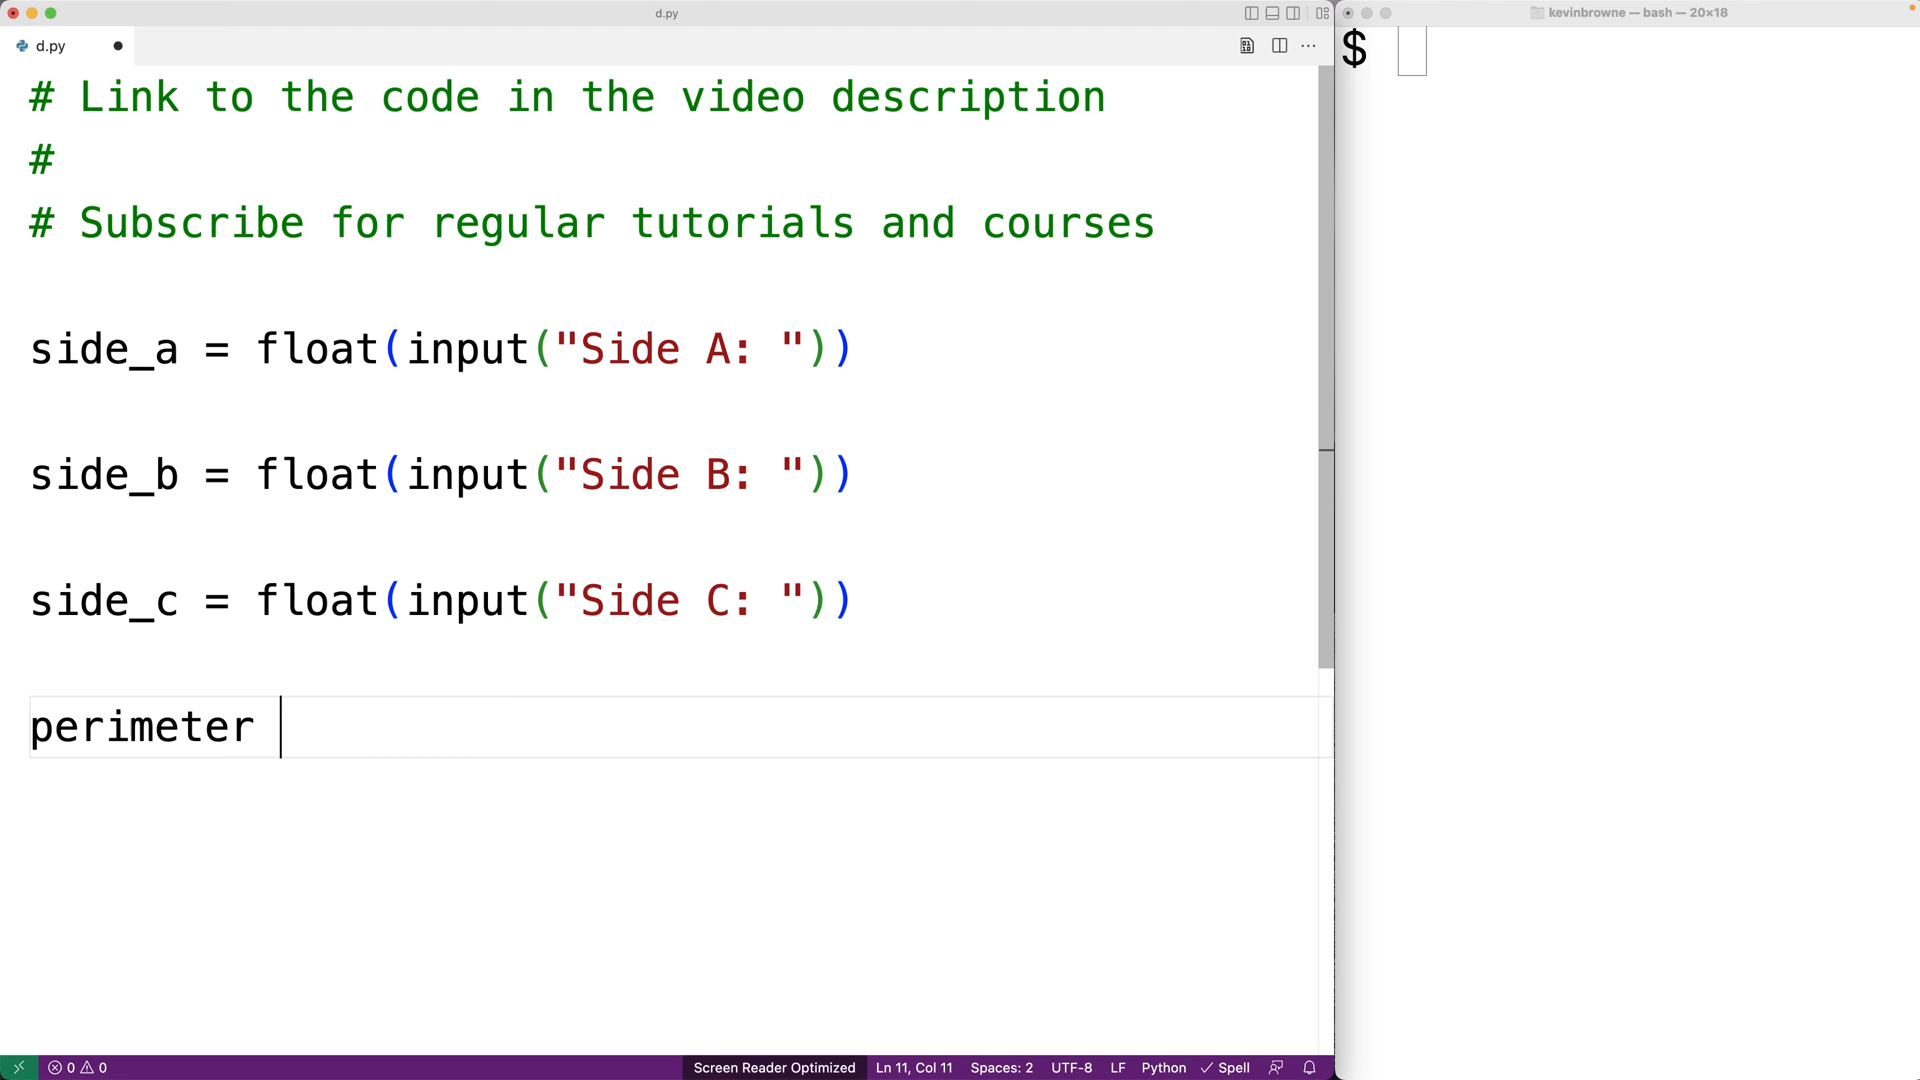 d.py
kevinbrowne — bash — 20×18
d.py
$
# Link to the code in the video description
#
# Subscribe for regular tutorials and courses
side_a = float(input("Side A: "))
side_b = float(input("Side B: "))
side_c = float(input("Side C: "))
perimeter
0 0 Screen Reader Optimized Ln 11, Col 11 Spaces: 2 UTF-8 LF Python Spell